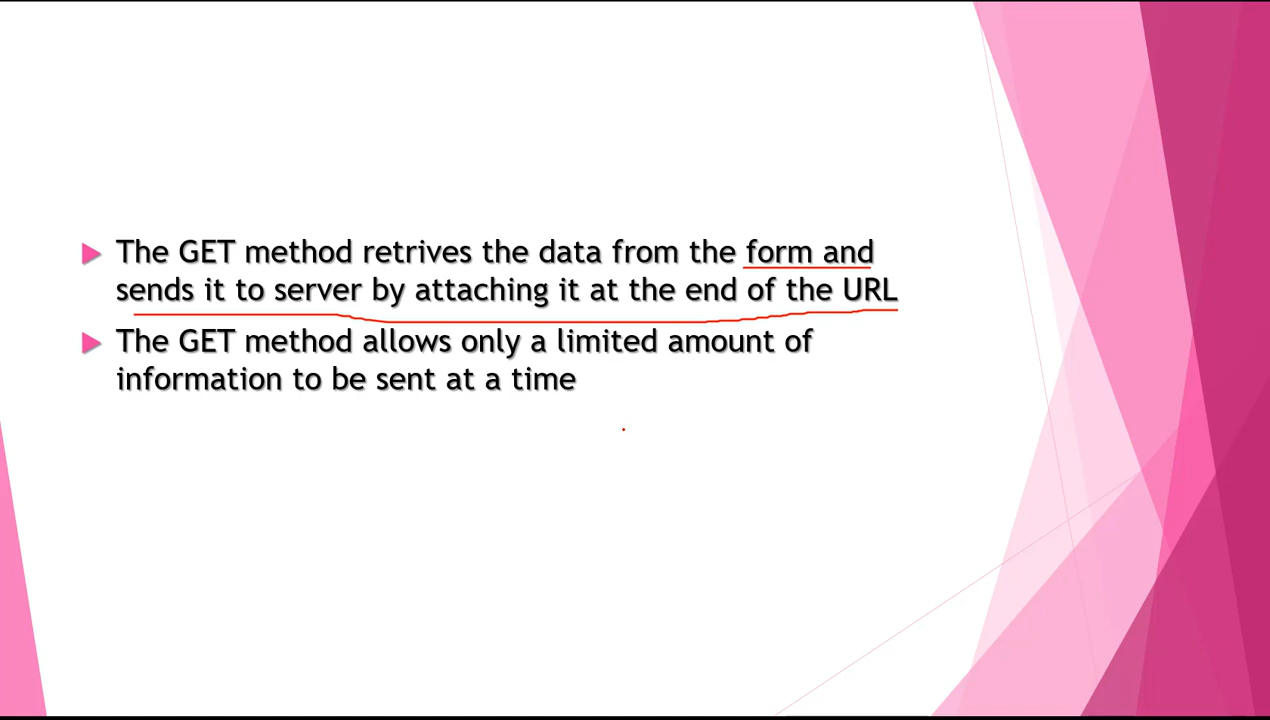 The GET method retrives the data from the form and
sends it to server by attaching it at the end of the URL
The GET method allows only a limited amount of
information to be sent at a time